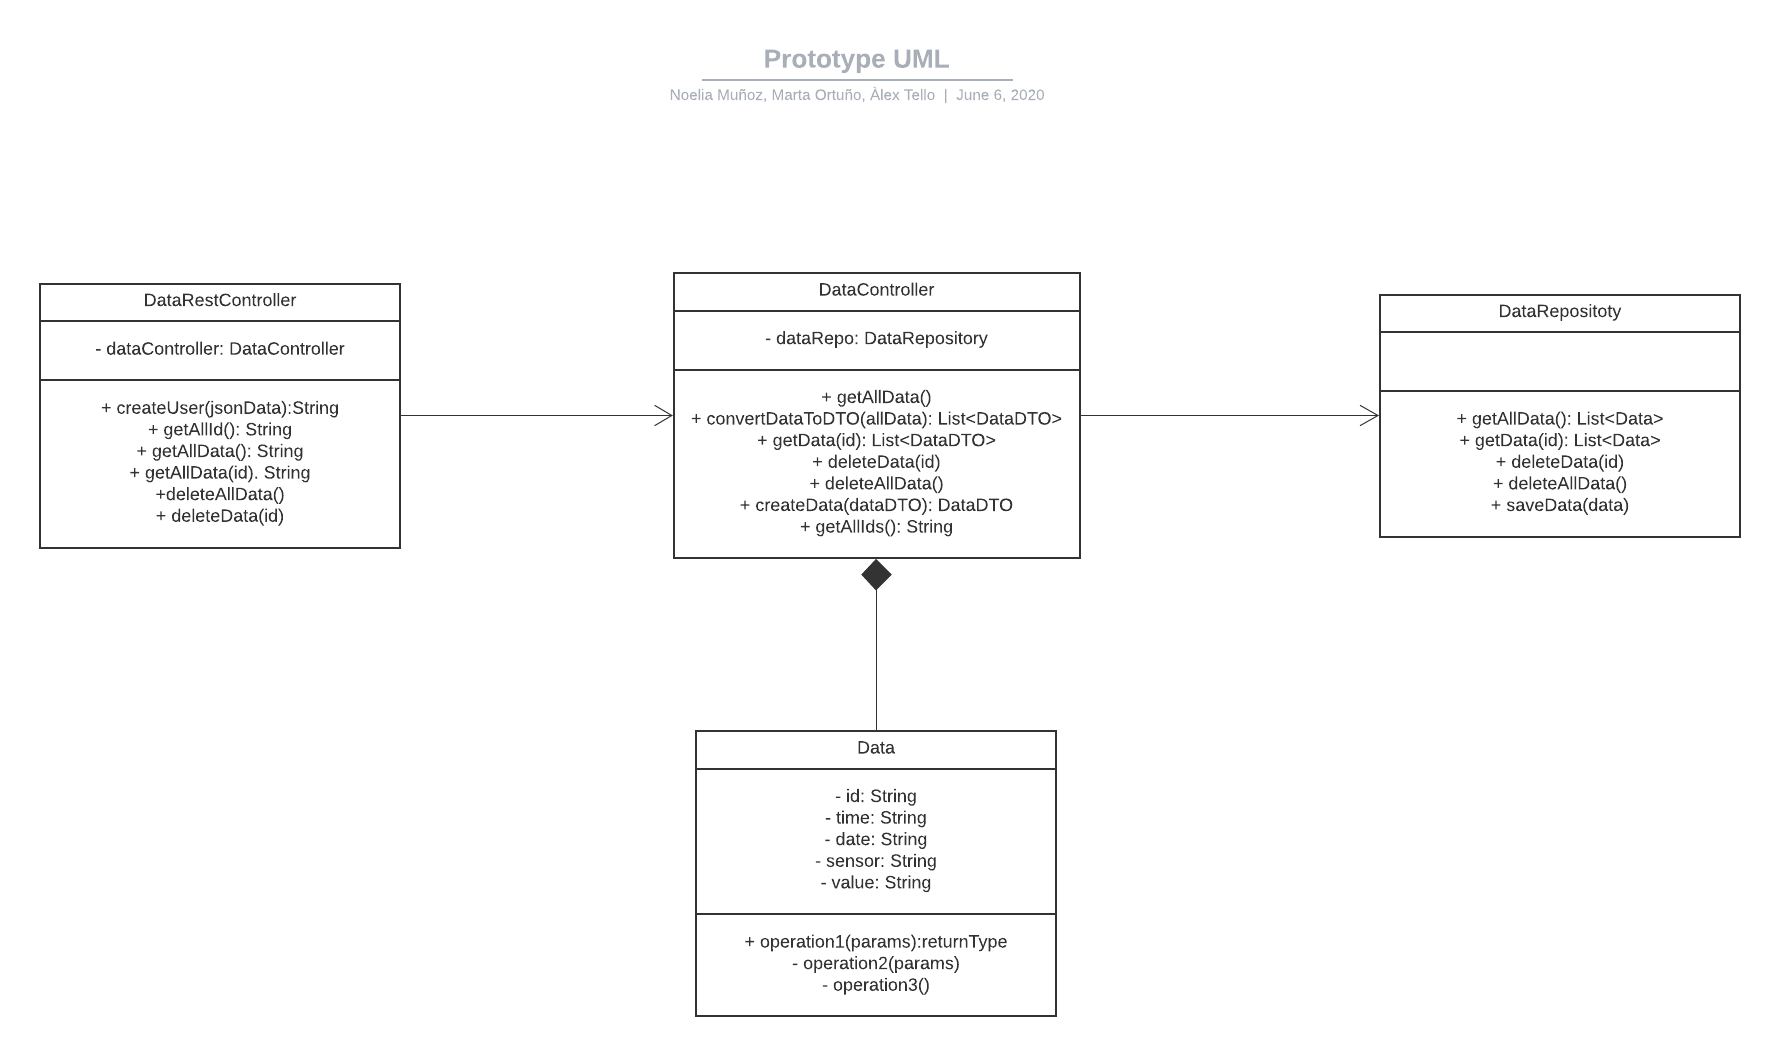 Prototype UML
Noelia Muñoz, Marta Ortuño, Àlex Tello | June 6, 2020
DataRestController
- dataController: DataController
+ createUser(jsonData):String
+ getAllId(): String
+ getAllData(): String
+ getAllData(id). String
+deleteAllData()
+ deleteData(id)
DataController
- dataRepo: DataRepository
+ getAllData()
+ convertDataToDTO(allData): List<DataDTO>
+ getData(id): List<DataDTO>
+ deleteData(id)
+ deleteAllData()
+ createData(dataDTO): DataDTO
+ getAllIds(): String
DataRepositoty
+ getAllData(): List<Data>
+ getData(id): List<Data>
+ deleteData(id)
+ deleteAllData()
+ saveData(data)
Data
- id: String
- time: String
- date: String
- sensor: String
- value: String
+ operation1(params):returnType
- operation2(params)
- operation3()